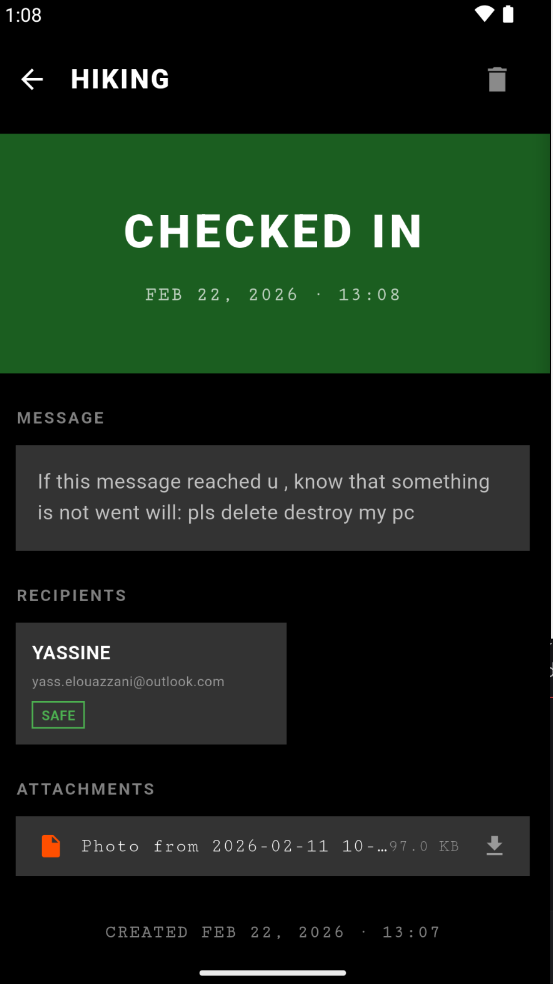 1:08
HIKING
CHECKED IN
FEB 22, 2026 · 13:08
MESSAGE
If this message reached u , know that something
is not went will: pls delete destroy my pc
RECIPIENTS
YASSINE
yass.elouazzani@outlook.com
SAFE
ATTACHMENTS
Photo from 2026-02-11 10-…97.0 KB
CREATED FEB 22, 2026 · 13:07